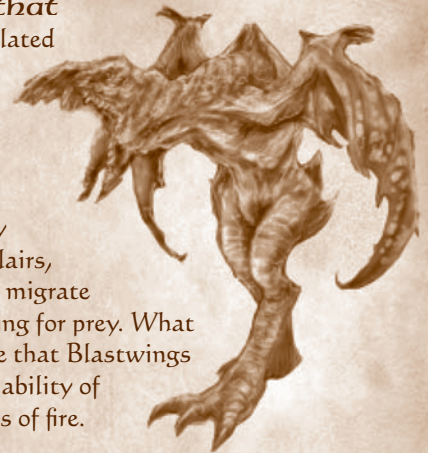 that
lated
y
lairs,
migrate
ing for prey. What
e that Blastwings
ability of
s of fire.